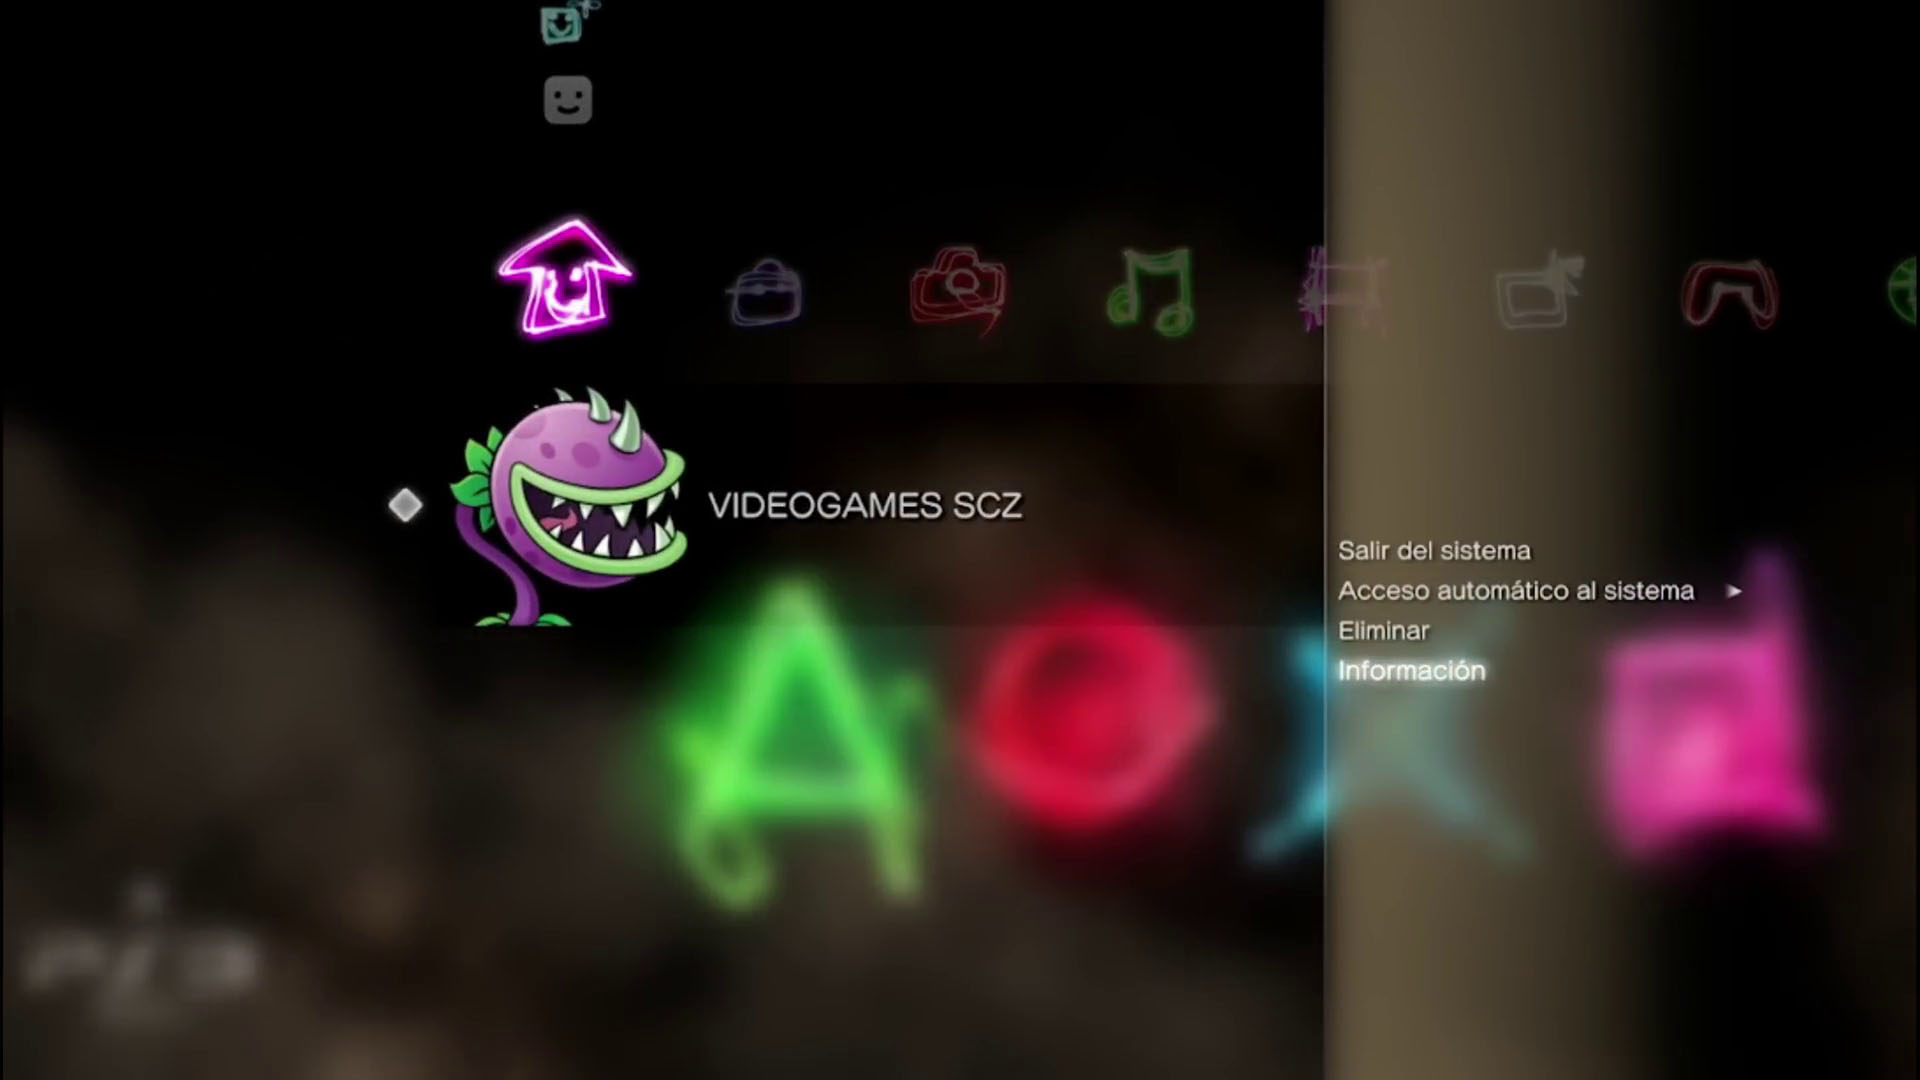 VIDEOGAMES SCZ
Salir del sistema
Acceso automático al sistema
Eliminar
Información